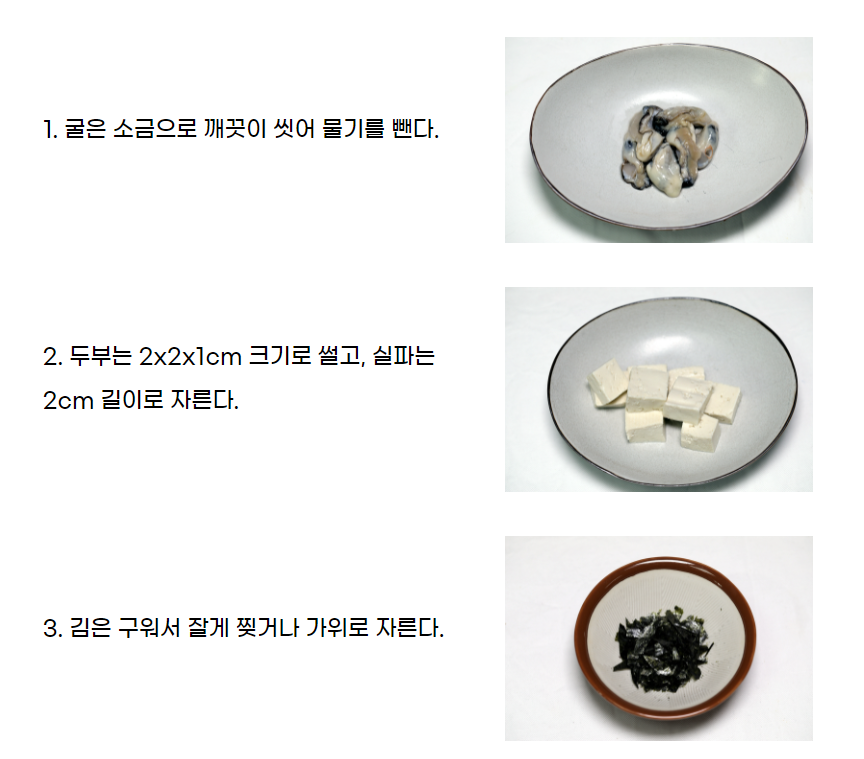 1. 굴은 소금으로 깨끗이 씻어 물기를 뺀다.
2. 두부는 2x2x1cm 크기로 썰고, 실파는
2cm 길이로 자른다.
3. 김은 구워서 잘게 찢거나 가위로 자른다.